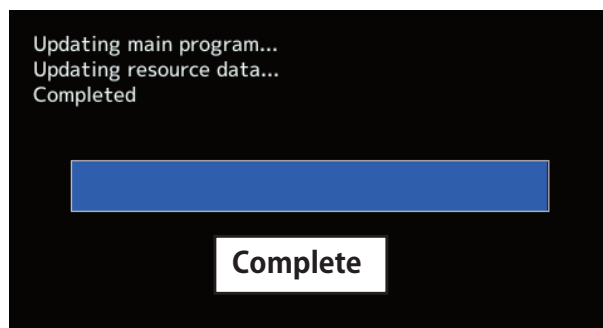 Updating main program...
Updating resource data...
Completed
Complete